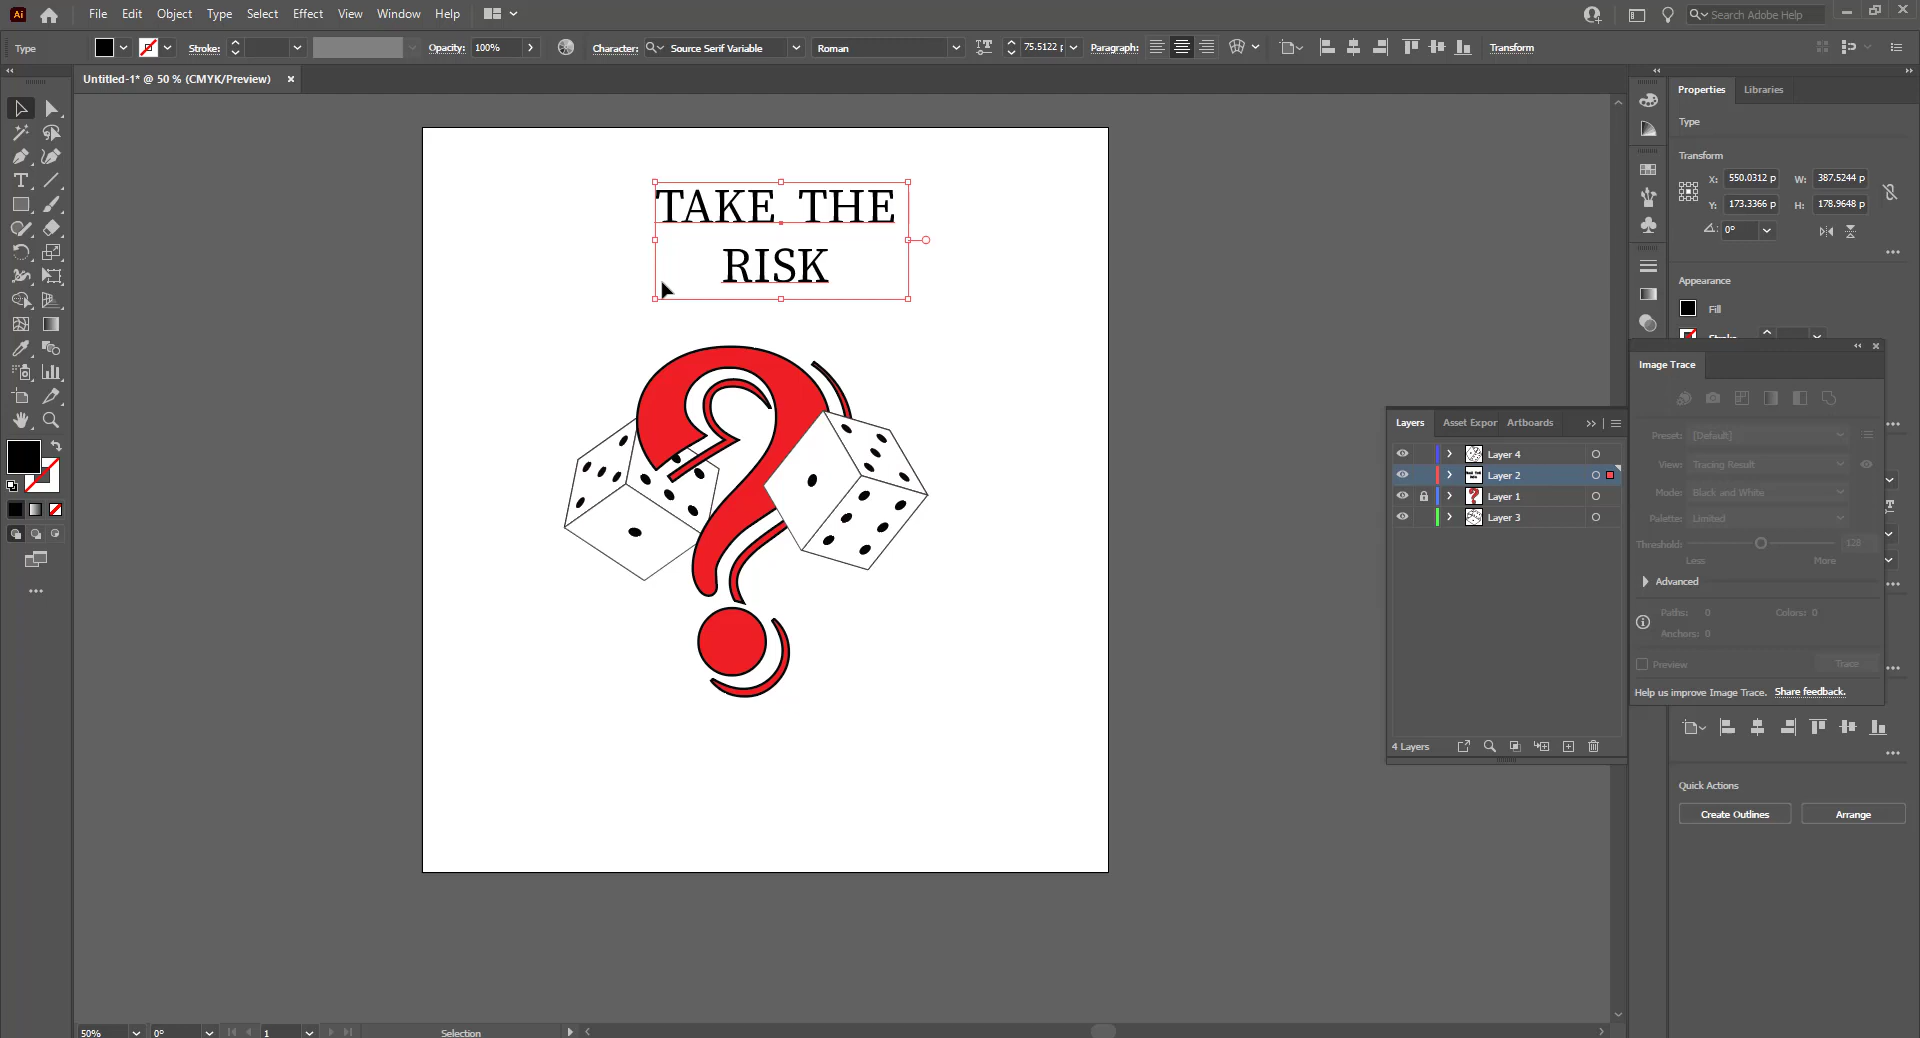 Ai File Edit Object Type Select Effect View Window Help Search Adobe Help
Type Stroke: Opacity: 100% Character: Source Serif Variable Roman 75.5122 p Paragraph: Transform
Untitled-1* @ 50 % (CMYK/Preview)
Properties Libraries
Type
Transform
X: 550.0312 p W: 387.5244 p
Y: 173.3366 p H: 178.9648 p
0°
Appearance
Fill
Stroke
TAKE THE
RISK
Image Trace
Preset: [Default]
View: Tracing Result
Mode: Black and White
Palette: Limited
Threshold: 128
Less More
Advanced
Paths: 0 Colors: 0
Anchors: 0
Preview Trace
Help us improve Image Trace. Share feedback.
Layers Asset Expor Artboards
Layer 4
Layer 2
Layer 1
Layer 3
4 Layers
Quick Actions
Create Outlines Arrange
50% 0° 1 Selection